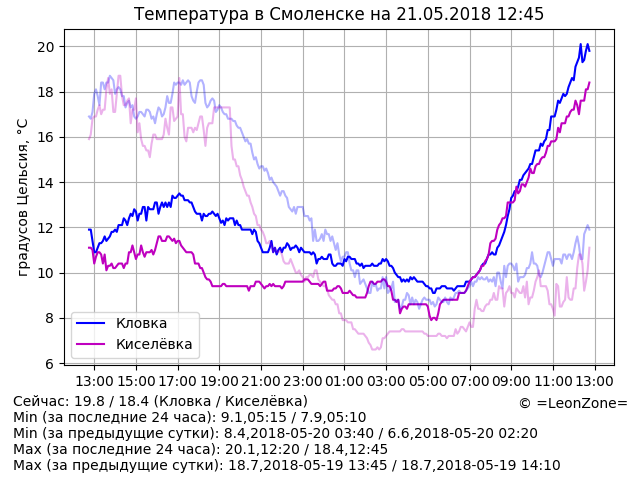 Температура в Смоленске на 21.05.2018 12:45
градусов Цельсия, °С
20
18
16
14
12
10
8
6
Кловка
Киселёвка
13:00 15:00 17:00 19:00 21:00 23:00 01:00 03:00 05:00 07:00 09:00 11:00 13:00
Сейчас: 19.8 / 18.4 (Кловка / Киселёвка)
© =LeonZone=
Min (за последние 24 часа): 9.1,05:15 / 7.9,05:10
Min (за предыдущие сутки): 8.4,2018-05-20 03:40 / 6.6,2018-05-20 02:20
Max (за последние 24 часа): 20.1,12:20 / 18.4,12:45
Max (за предыдущие сутки): 18.7,2018-05-19 13:45 / 18.7,2018-05-19 14:10